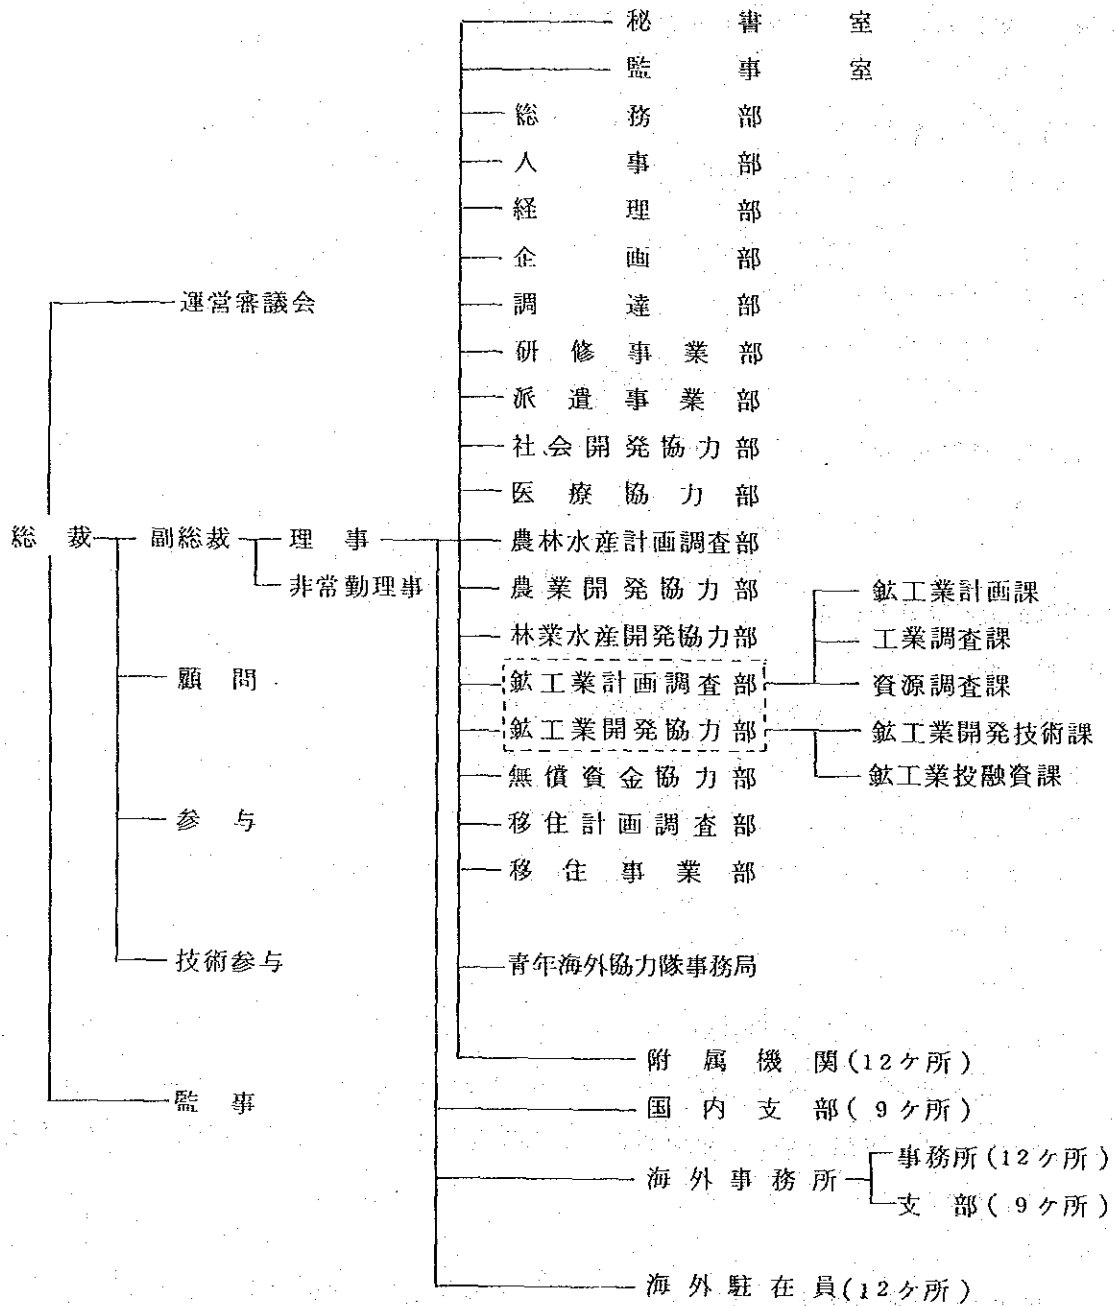 秘書室
監事室
総務部
人事部
経理部
企画部
調達部
運営審議会
研修事業部
派遣事業部
社会開発協力部
医療協力部
総裁 副総裁 理事 農林水産計画調査部
非常勤理事 農業開発協力部 鉱工業計画課
林業水産開発協力部 工業調査課
顧問 鉱工業計画調査部 資源調査課
鉱工業開発協力部 鉱工業開発技術課
無償資金協力部 鉱工業投融資課
参与 移住計画調査部
移住事業部
技術参与 青年海外協力隊事務局
附属機関(12ケ所)
監事 国内支部(9ケ所)
事務所(12ケ所)
海外事務所
支部(9ケ所)
海外駐在員(12ケ所)